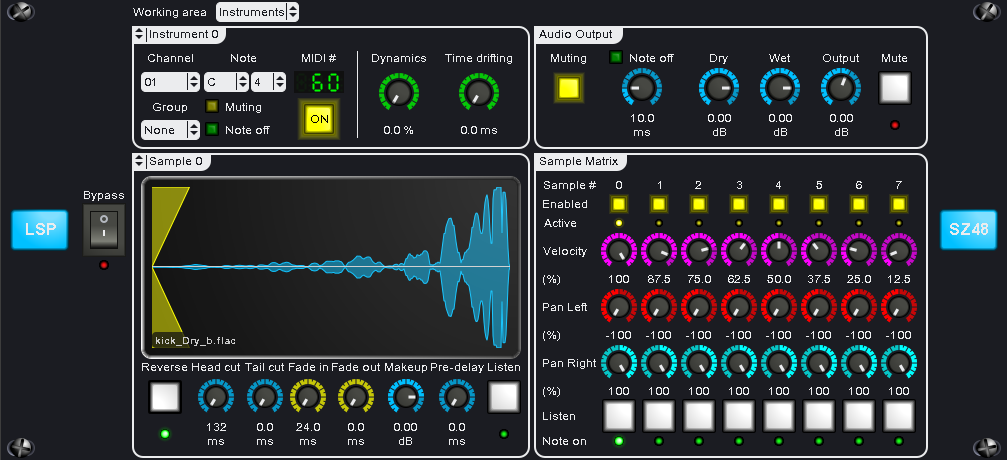 Working area Instruments
Instrument 0
Channel Note MIDI # Dynamics Time drifting
01 C 4 60
Group Muting
ON
None Note off 0.0 % 0.0 ms
Audio Output
Muting Note off Dry Wet Output Mute
10.0 0.00 0.00 0.00
ms dB dB dB
Sample 0
kick_Dry_b.flac
Reverse Head cut Tail cut Fade in Fade out Makeup Pre-delay Listen
132 0.0 24.0 0.0 0.00 0.0
ms ms ms ms dB ms
Bypass
LSP
Sample Matrix
Sample # 0 1 2 3 4 5 6 7
Enabled
Active
Velocity
(%) 100 87.5 75.0 62.5 50.0 37.5 25.0 12.5
Pan Left
(%) -100 -100 -100 -100 -100 -100 -100 -100
Pan Right
(%) 100 100 100 100 100 100 100 100
Listen
Note on
SZ48